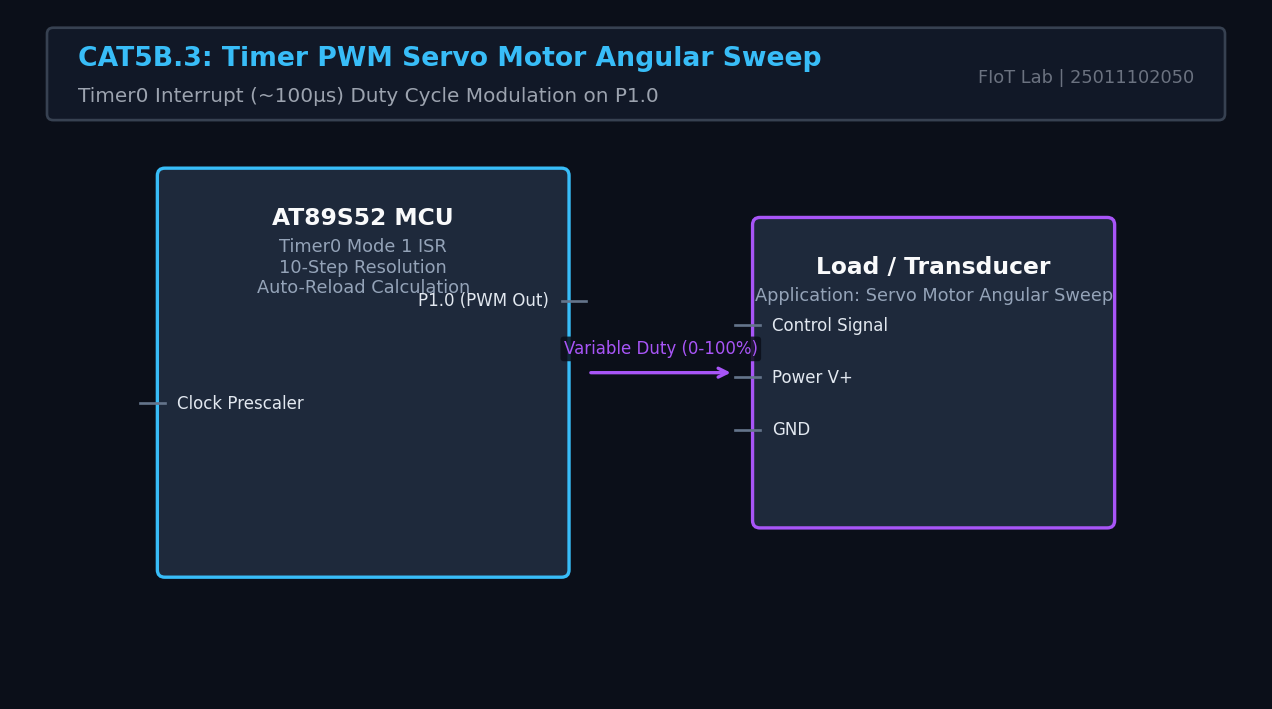 CAT5B.3: Timer PWM Servo Motor Angular Sweep
Timer0 Interrupt (~100µs) Duty Cycle Modulation on P1.0
FIoT Lab | 25011102050
AT89S52 MCU
Timer0 Mode 1 ISR
10-Step Resolution
Auto-Reload Calculation
P1.0 (PWM Out)
Clock Prescaler
Variable Duty (0-100%)
Load / Transducer
Application: Servo Motor Angular Sweep
Control Signal
Power V+
GND